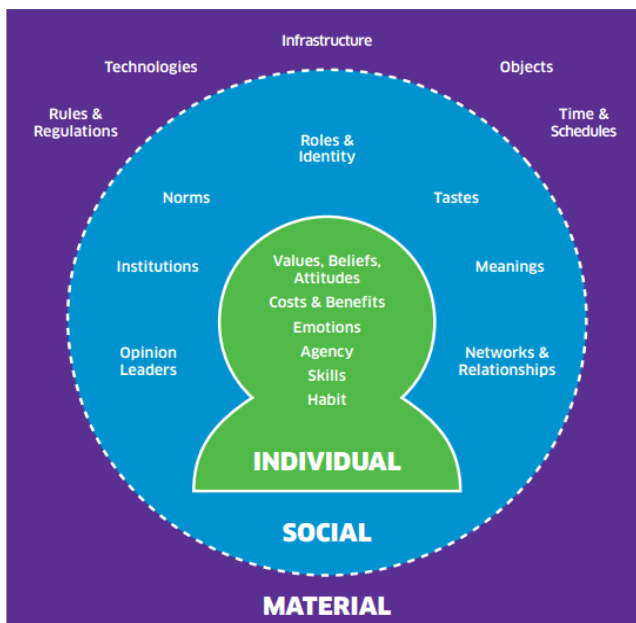 Infrastructure
Technologies
Objects
Rules &
Regulations
Time &
Schedules
Roles &
Identity
Norms
Tastes
Institutions
Meanings
Opinion
Leaders
Networks &
Relationships
Values, Beliefs,
Attitudes
Costs & Benefits
Emotions
Agency
Skills
Habit
INDIVIDUAL
SOCIAL
MATERIAL